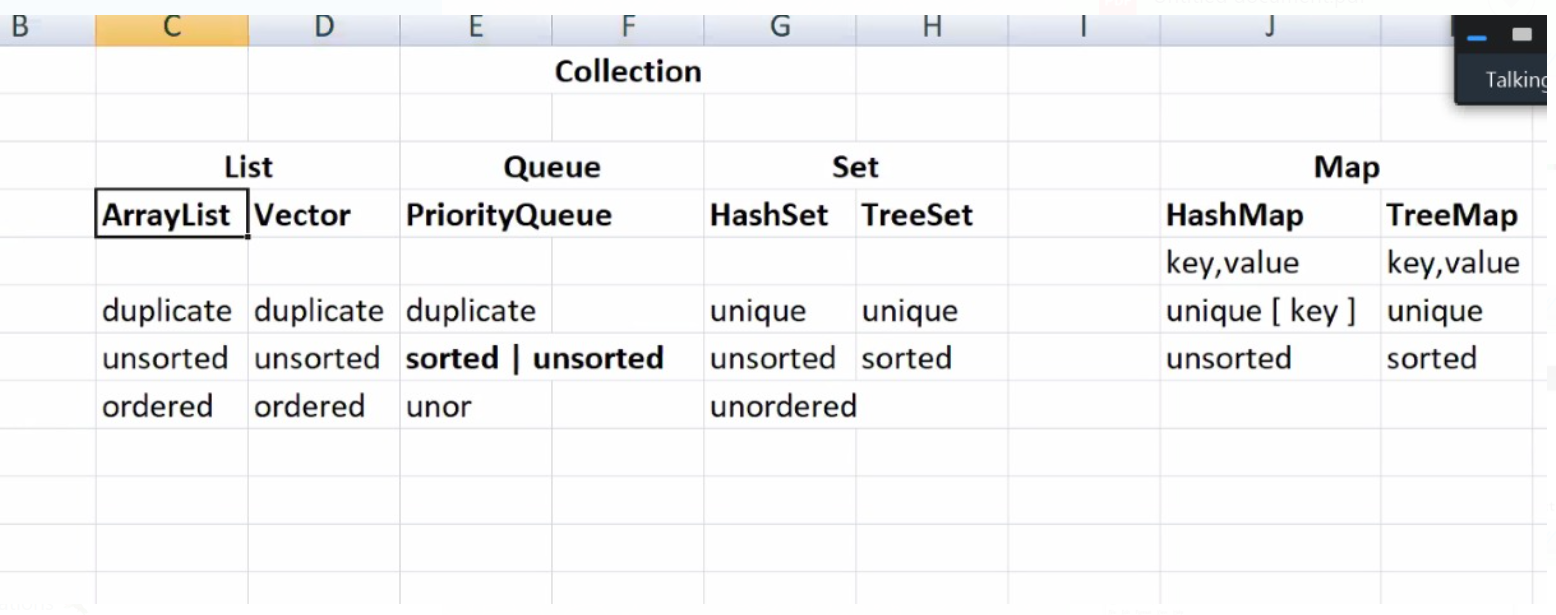 B C D E F G H I J
Collection
Talking
List Queue Set Map
ArrayList Vector PriorityQueue HashSet TreeSet HashMap TreeMap
key,value key,value
duplicate duplicate duplicate unique unique unique [ key ] unique
unsorted unsorted sorted | unsorted unsorted sorted unsorted sorted
ordered ordered unor unordered